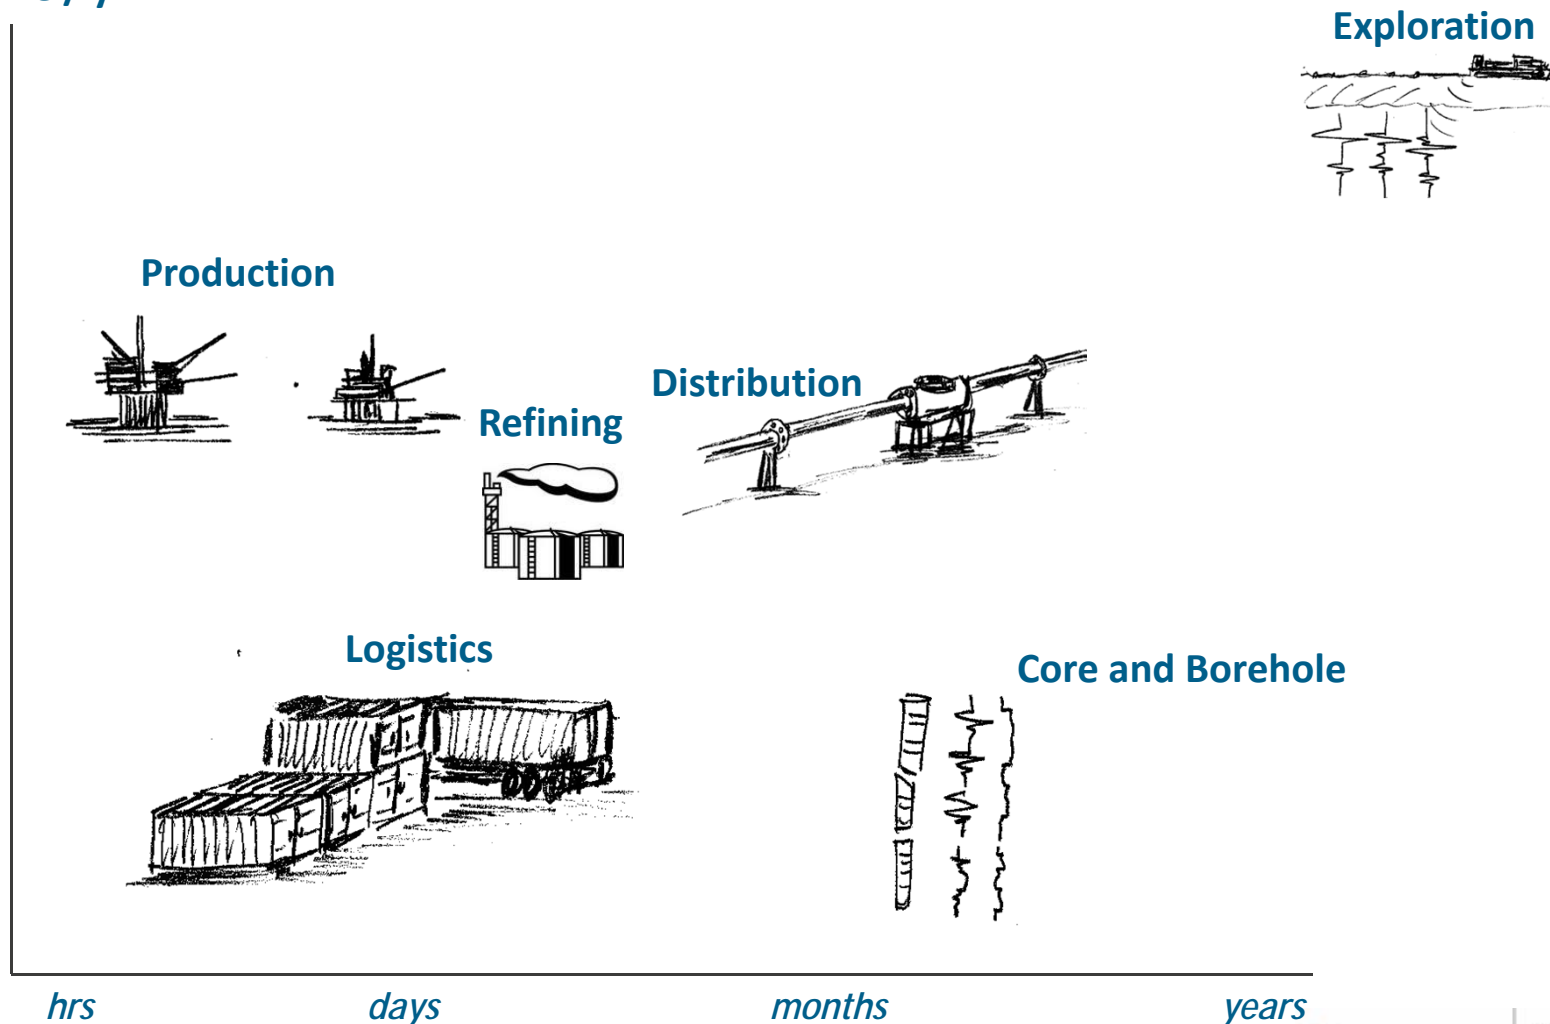 Exploration
Production
Distribution
Refining
Logistics
Core and Borehole
hrs days months years